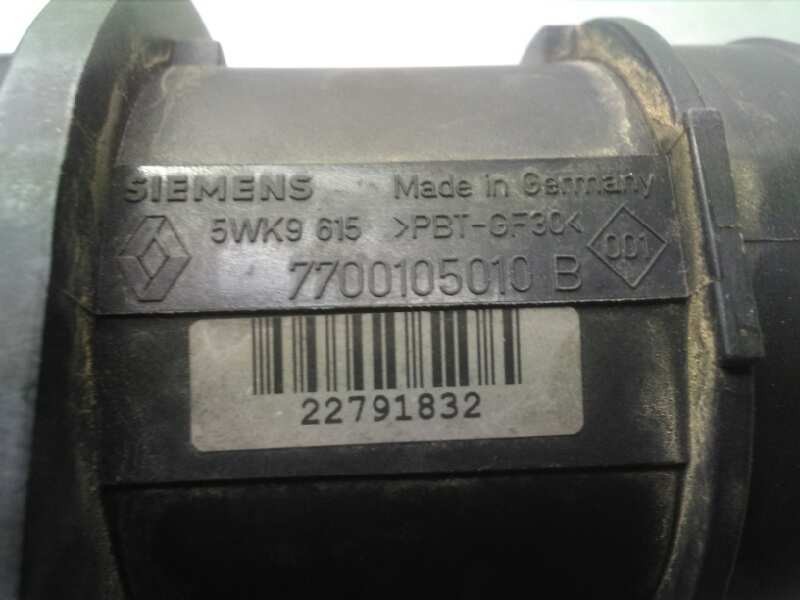 SIEMENS Made in Germany
5WK9 615 >PBT-GF30< 001
7700105010 B
22791832